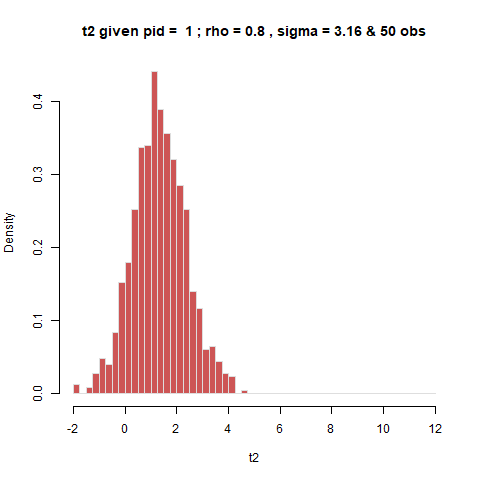 t2 given pid =  1 ; rho = 0.8 , sigma = 3.16 & 50 obs
Density
0.4
0.3
0.2
0.1
0.0
-2 0 2 4 6 8 10 12
t2